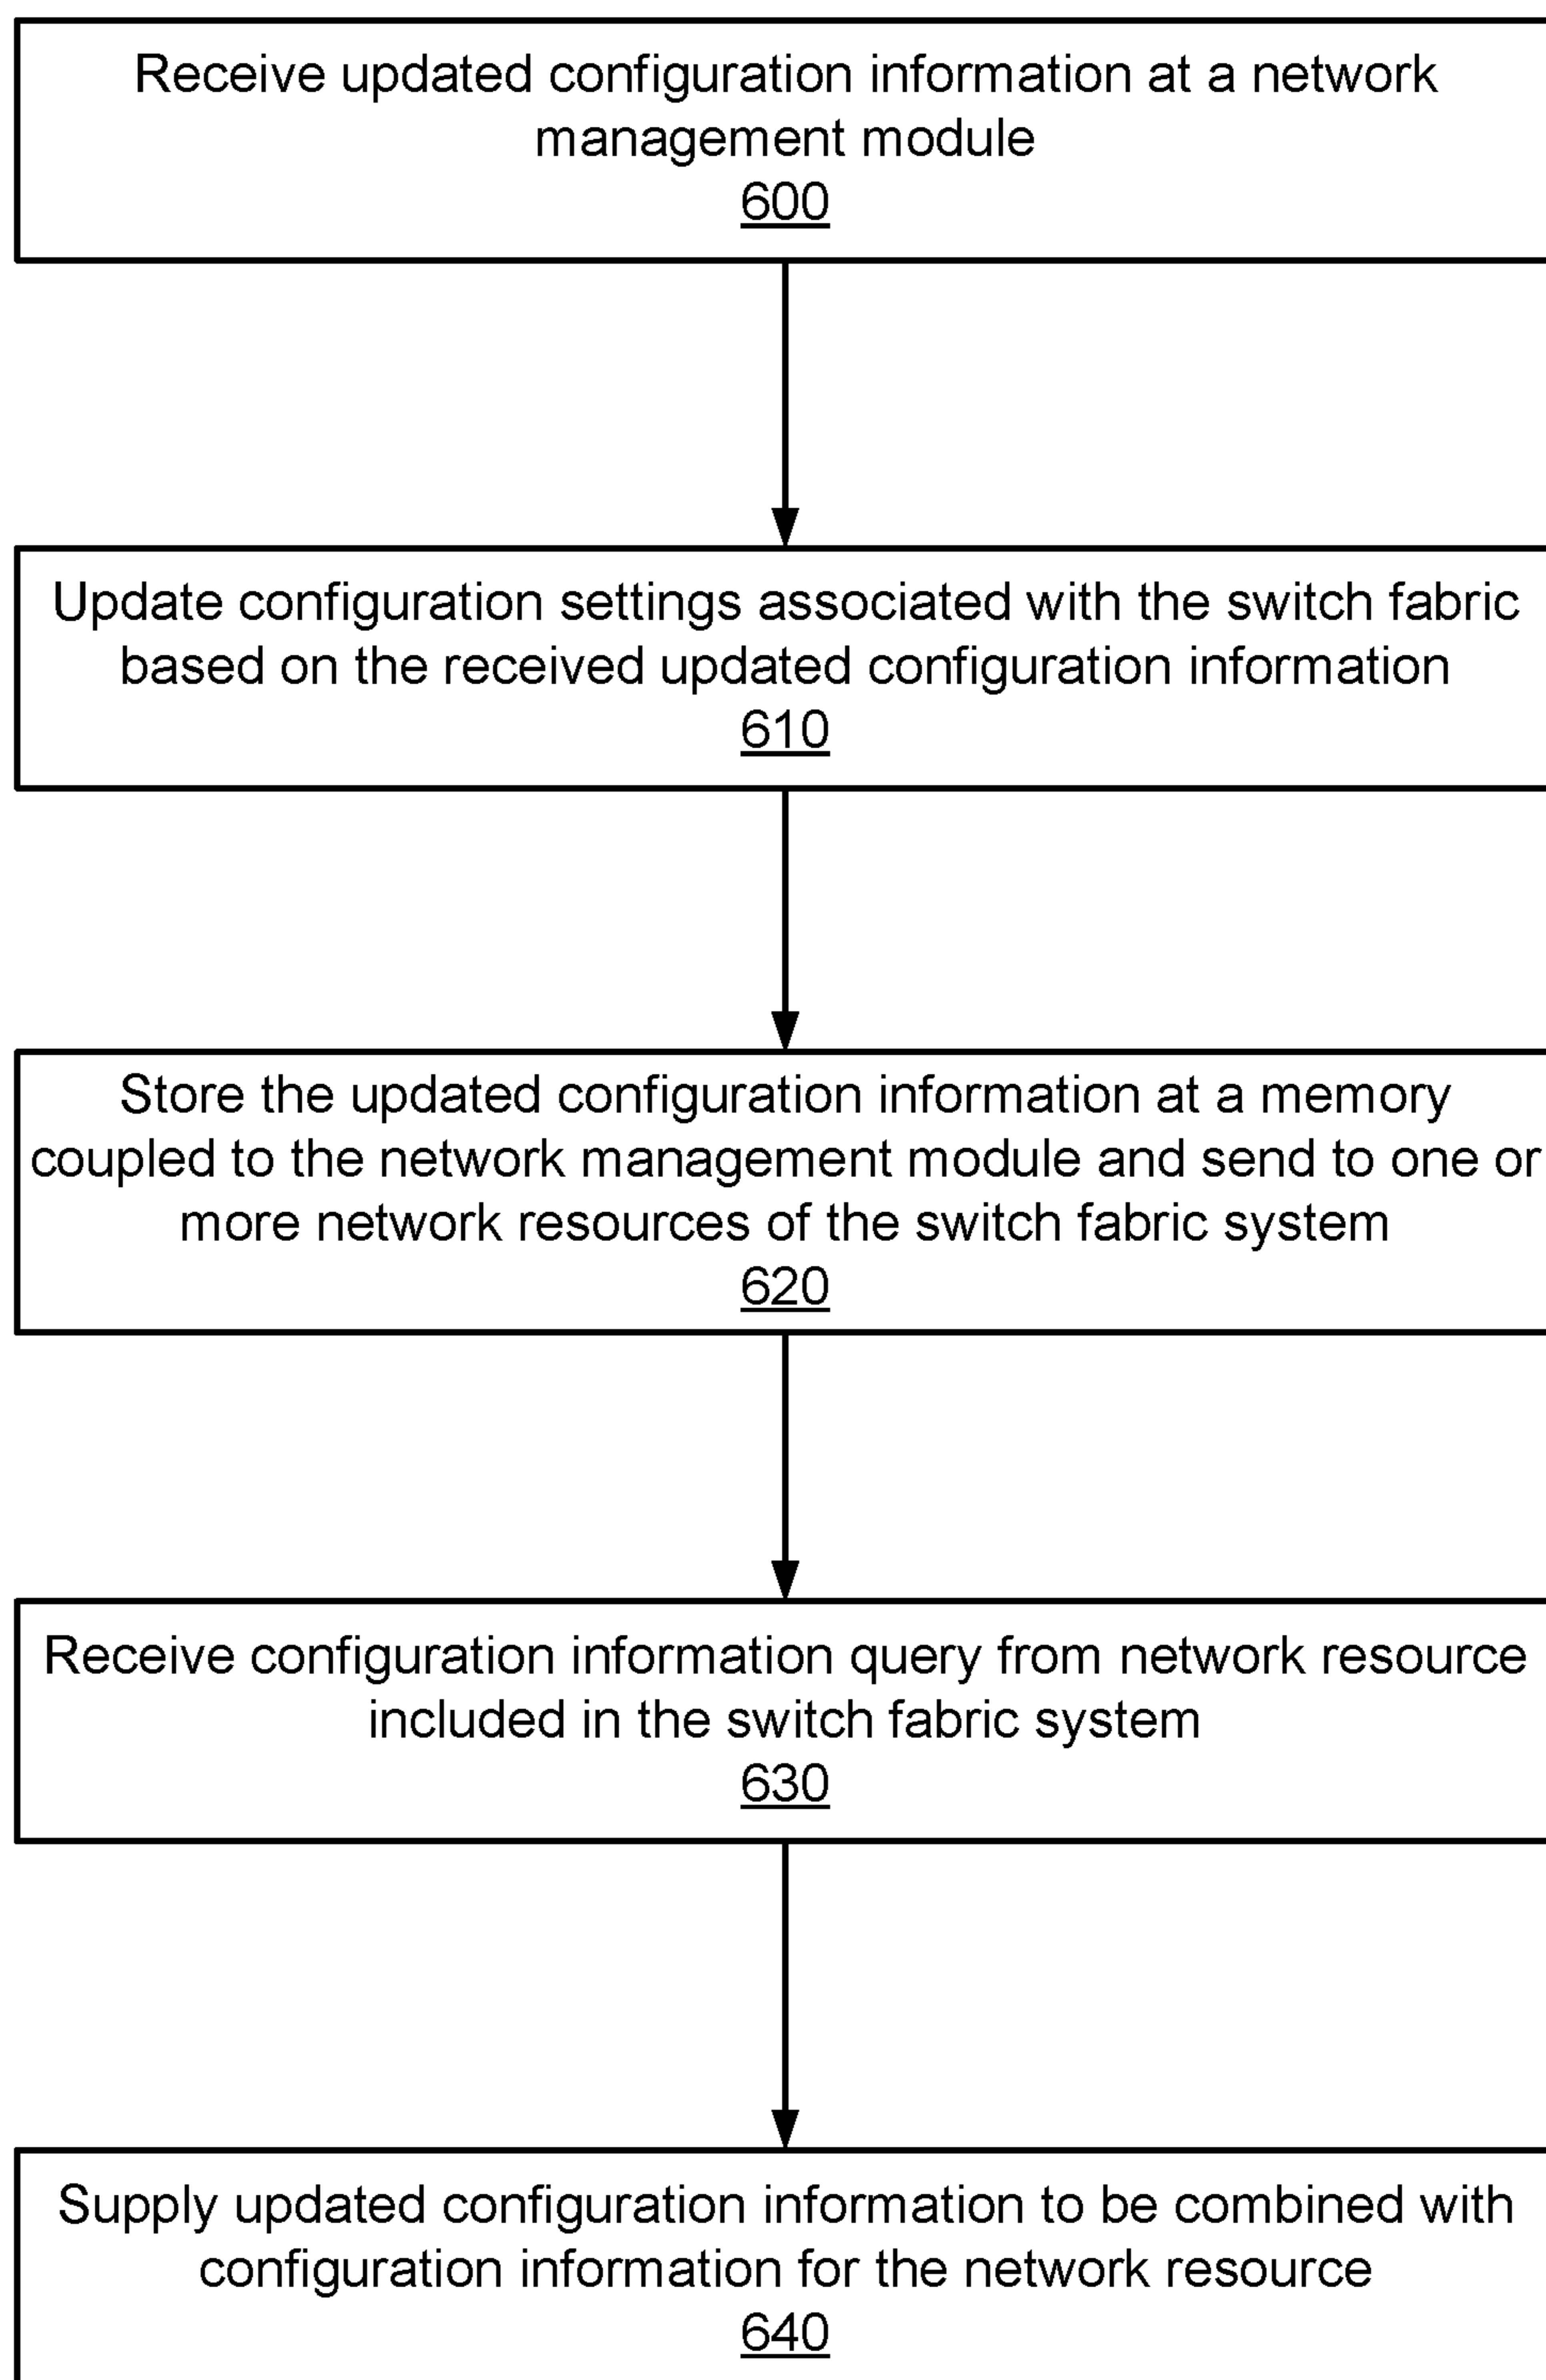 Receive updated configuration information at a network
management module
600
Update configuration settings associated with the switch fabric
based on the received updated configuration information
610
Store the updated configuration information at a memory
coupled to the network management module and send to one or
more network resources of the switch fabric system
620
Receive configuration information query from network resource
included in the switch fabric system
630
Supply updated configuration information to be combined with
configuration information for the network resource
640